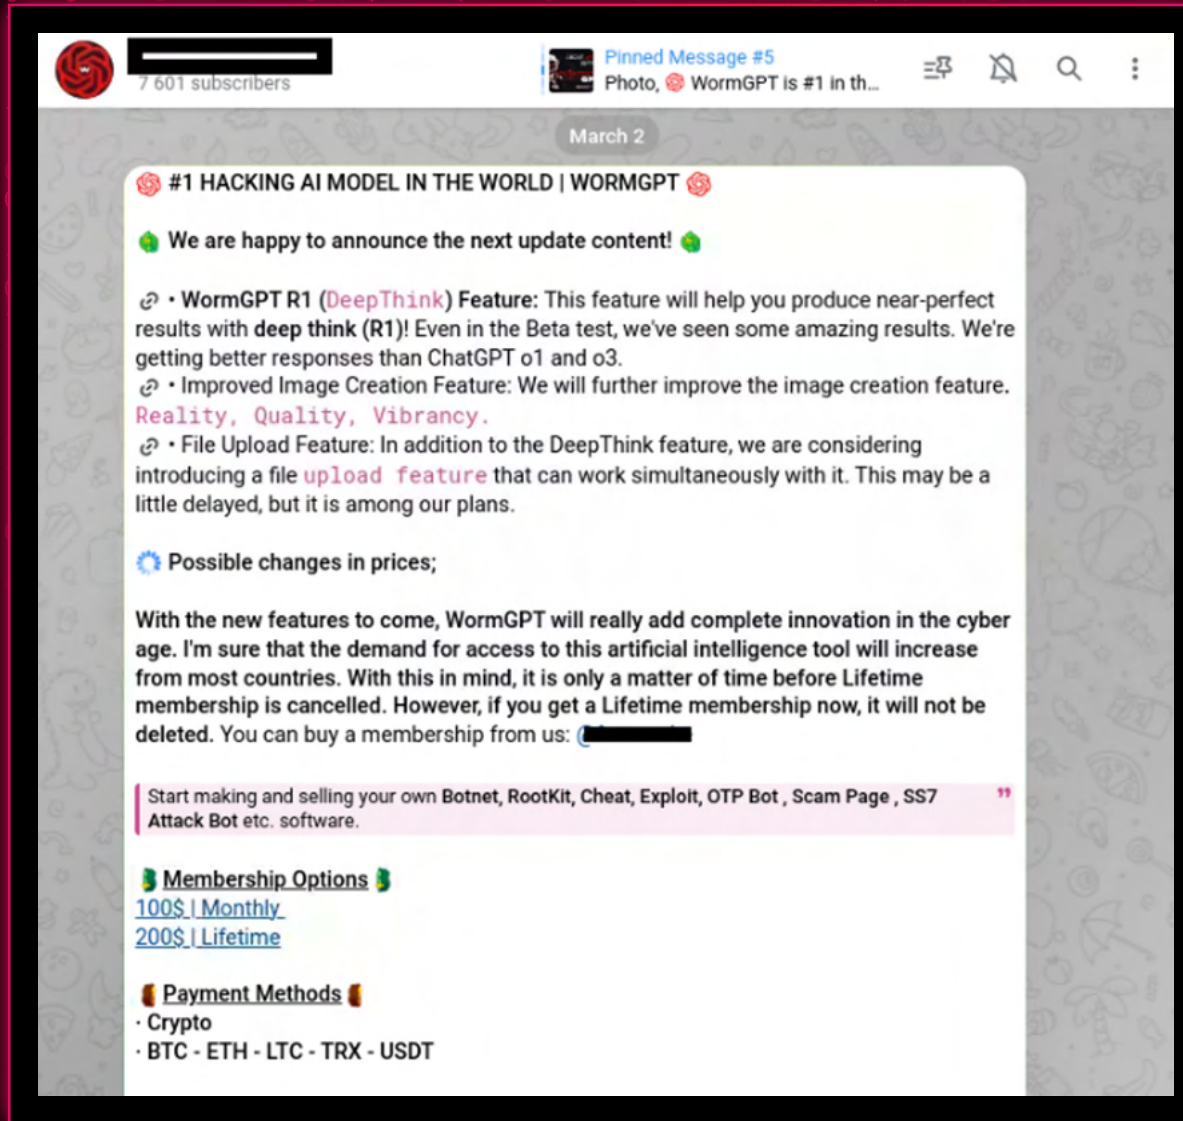 7 601 subscribers
Pinned Message #5
Photo, WormGPT is #1 in th...
March 2
#1 HACKING AI MODEL IN THE WORLD | WORMGPT
We are happy to announce the next update content!
· WormGPT R1 (DeepThink) Feature: This feature will help you produce near-perfect
results with deep think (R1)! Even in the Beta test, we've seen some amazing results. We're
getting better responses than ChatGPT o1 and o3.
· Improved Image Creation Feature: We will further improve the image creation feature.
Reality, Quality, Vibrancy.
· File Upload Feature: In addition to the DeepThink feature, we are considering
introducing a file upload feature that can work simultaneously with it. This may be a
little delayed, but it is among our plans.
Possible changes in prices;
With the new features to come, WormGPT will really add complete innovation in the cyber
age. I'm sure that the demand for access to this artificial intelligence tool will increase
from most countries. With this in mind, it is only a matter of time before Lifetime
membership is cancelled. However, if you get a Lifetime membership now, it will not be
deleted. You can buy a membership from us:
Start making and selling your own Botnet, RootKit, Cheat, Exploit, OTP Bot , Scam Page , SS7
Attack Bot etc. software.
Membership Options
100$ | Monthly
200$ | Lifetime
Payment Methods
· Crypto
· BTC - ETH - LTC - TRX - USDT